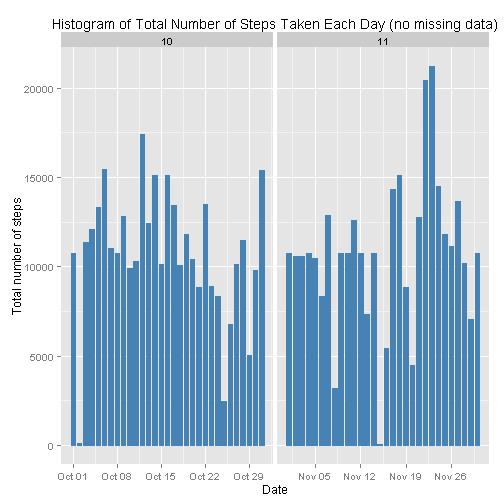 Histogram of Total Number of Steps Taken Each Day (no missing data)
10 11
20000
15000
10000
5000
0
Total number of steps
Oct 01 Oct 08 Oct 15 Oct 22 Oct 29 Nov 05 Nov 12 Nov 19 Nov 26
Date